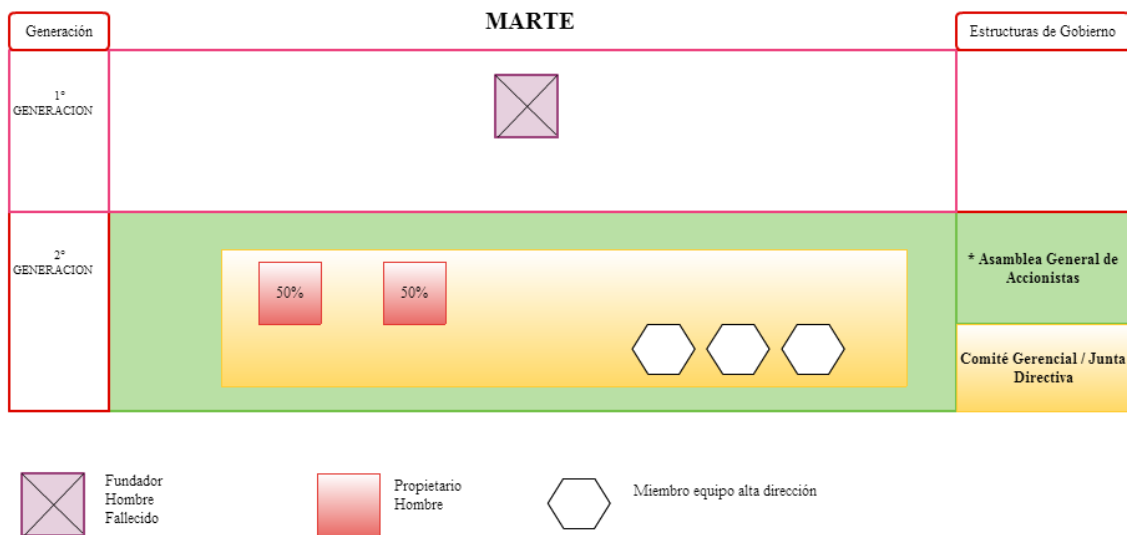 MARTE
Generación
Estructuras de Gobierno
1°
GENERACION
2°
GENERACION
50%
50%
* Asamblea General de
Accionistas
Comité Gerencial / Junta
Directiva
Fundador
Hombre
Fallecido
Propietario
Hombre
Miembro equipo alta dirección